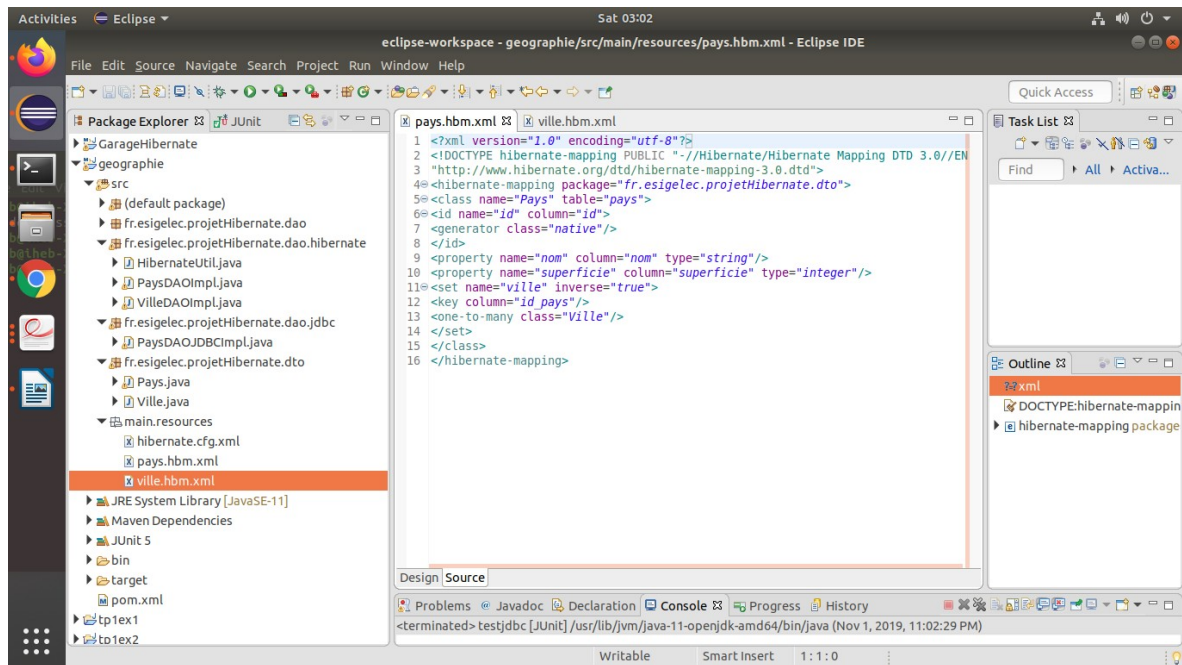 Activities Eclipse Sat 03:02
eclipse-workspace - geographie/src/main/resources/pays.hbm.xml - Eclipse IDE
File Edit Source Navigate Search Project Run Window Help
Quick Access
Package Explorer JUnit
GarageHibernate
geographie
src
(default package)
fr.esigelec.projetHibernate.dao
fr.esigelec.projetHibernate.dao.hibernate
HibernateUtil.java
PaysDAOImpl.java
VilleDAOImpl.java
fr.esigelec.projetHibernate.dao.jdbc
PaysDAOJDBCImpl.java
fr.esigelec.projetHibernate.dto
Pays.java
Ville.java
main.resources
hibernate.cfg.xml
pays.hbm.xml
ville.hbm.xml
JRE System Library [JavaSE-11]
Maven Dependencies
JUnit 5
bin
target
pom.xml
tp1ex1
tp1ex2
pays.hbm.xml ville.hbm.xml
1 <?xml version="1.0" encoding="utf-8"?>
2 <!DOCTYPE hibernate-mapping PUBLIC "-//Hibernate/Hibernate Mapping DTD 3.0//EN
3 "http://www.hibernate.org/dtd/hibernate-mapping-3.0.dtd">
4 <hibernate-mapping package="fr.esigelec.projetHibernate.dto">
5 <class name="Pays" table="pays">
6 <id name="id" column="id">
7 <generator class="native"/>
8 </id>
9 <property name="nom" column="nom" type="string"/>
10 <property name="superficie" column="superficie" type="integer"/>
11 <set name="ville" inverse="true">
12 <key column="id_pays"/>
13 <one-to-many class="Ville"/>
14 </set>
15 </class>
16 </hibernate-mapping>
Design Source
Task List
Find All Activa...
Outline
?=? xml
DOCTYPE:hibernate-mappin
hibernate-mapping package
Problems Javadoc Declaration Console Progress History
<terminated> testjdbc [JUnit] /usr/lib/jvm/java-11-openjdk-amd64/bin/java (Nov 1, 2019, 11:02:29 PM)
Writable Smart Insert 1:1:0